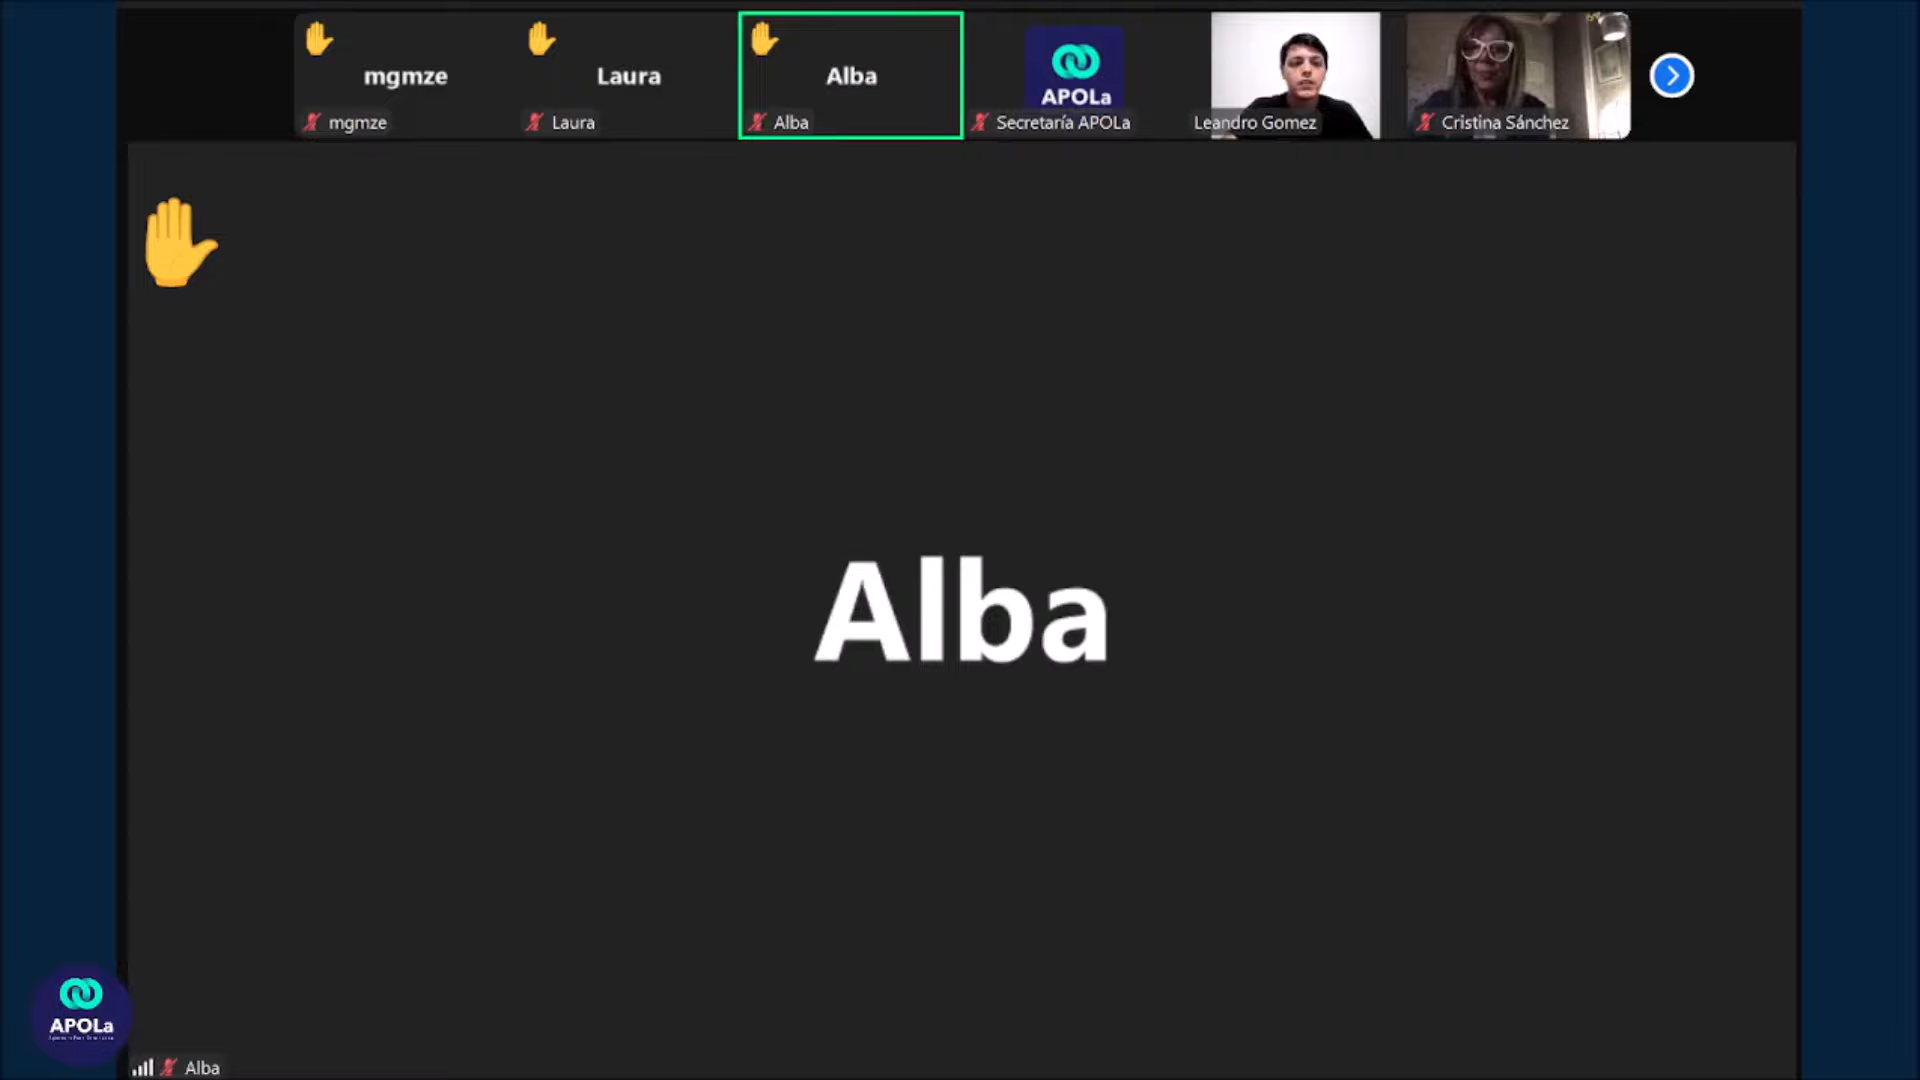 mgmze
Laura
Alba
APOLa
mgmze
Laura
Alba
Secretaría APOLa
Leandro Gomez
Cristina Sánchez
Alba
APOLa
Alba